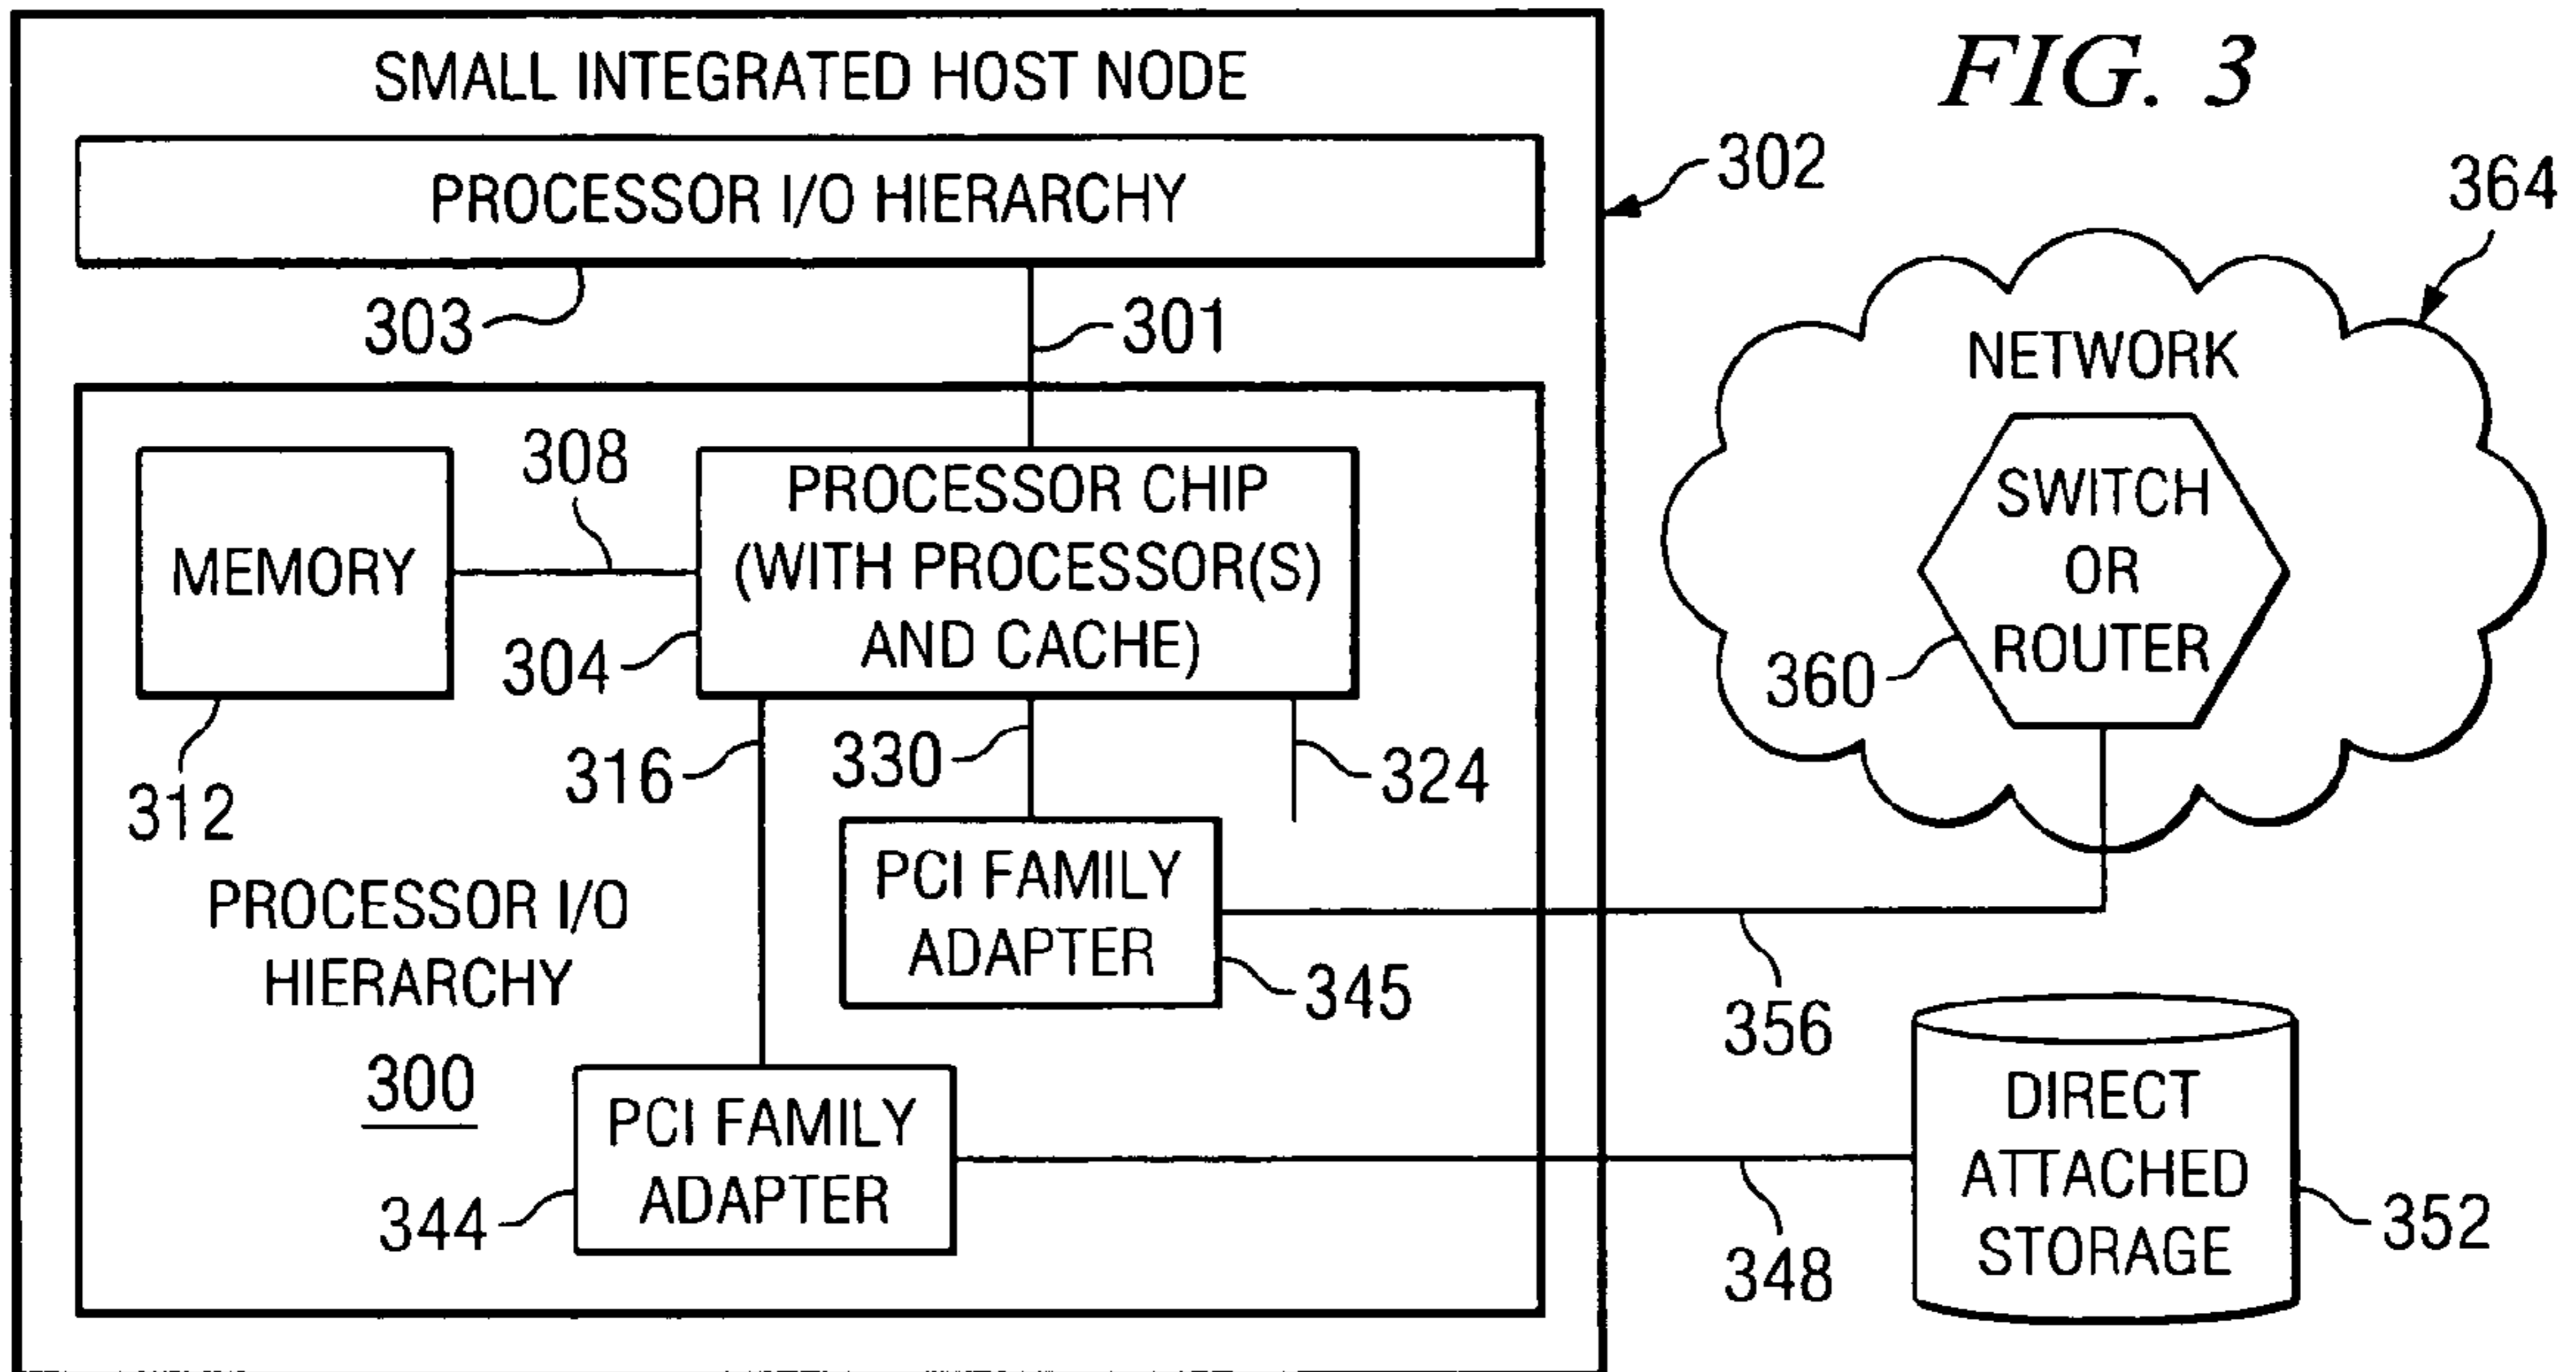 FIG. 3
SMALL INTEGRATED HOST NODE
PROCESSOR I/O HIERARCHY
302
364
303
301
NETWORK
308
PROCESSOR CHIP
(WITH PROCESSOR(S)
AND CACHE)
MEMORY
304
SWITCH
OR
ROUTER
360
312
316
330
324
PCI FAMILY
ADAPTER
345
PROCESSOR I/O
HIERARCHY
300
356
PCI FAMILY
ADAPTER
344
348
DIRECT
ATTACHED
STORAGE
352